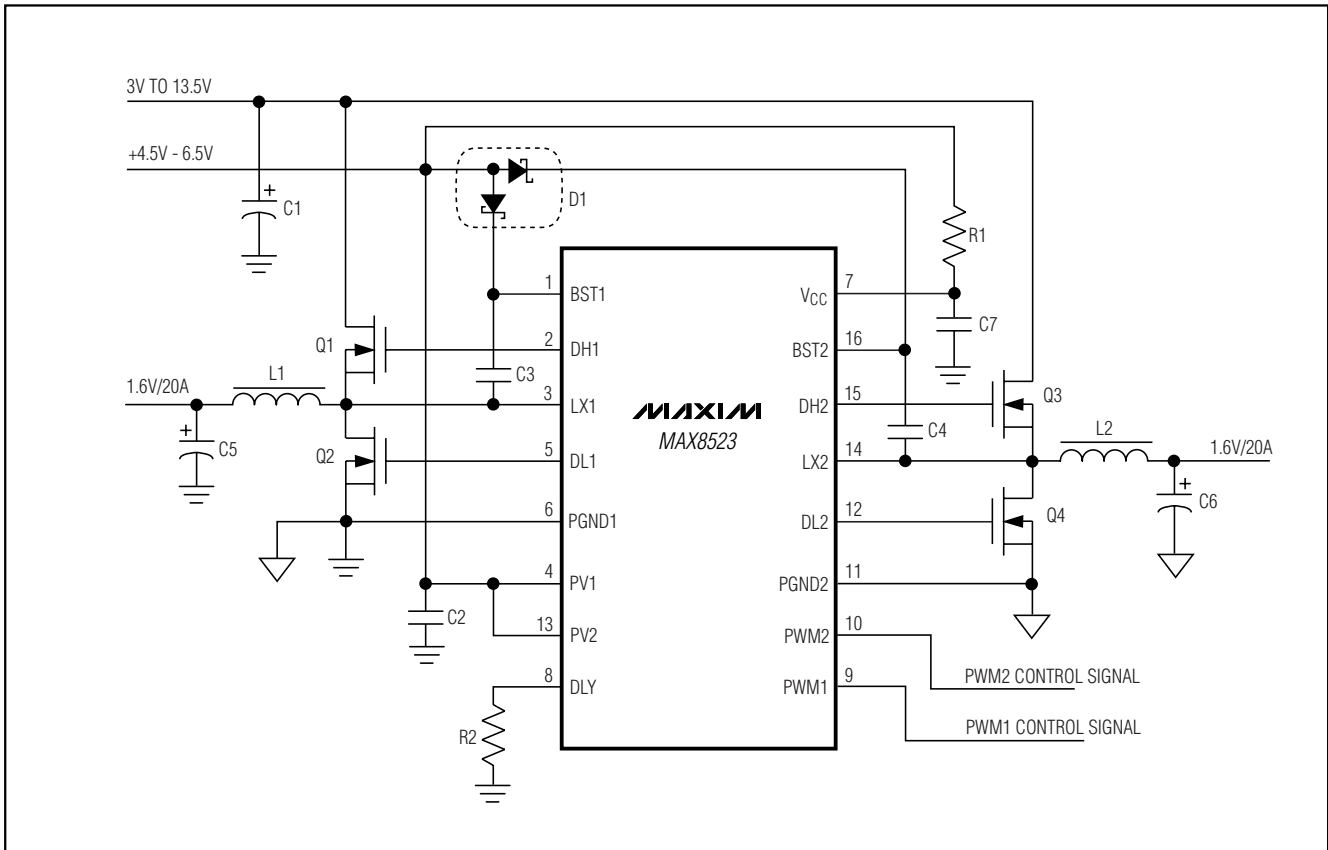 3V TO 13.5V
+4.5V - 6.5V
+
C1
D1
R1
1
BST1
VCC
7
C7
Q1
2
DH1
BST2
16
C3
Q3
1.6V/20A
L1
3
LX1
MAXIM
MAX8523
DH2
15
C4
L2
+
C5
Q2
5
DL1
LX2
14
1.6V/20A
+
C6
6
PGND1
DL2
12
Q4
4
PV1
PGND2
11
C2
13
PV2
PWM2
10
PWM2 CONTROL SIGNAL
8
DLY
PWM1
9
PWM1 CONTROL SIGNAL
R2